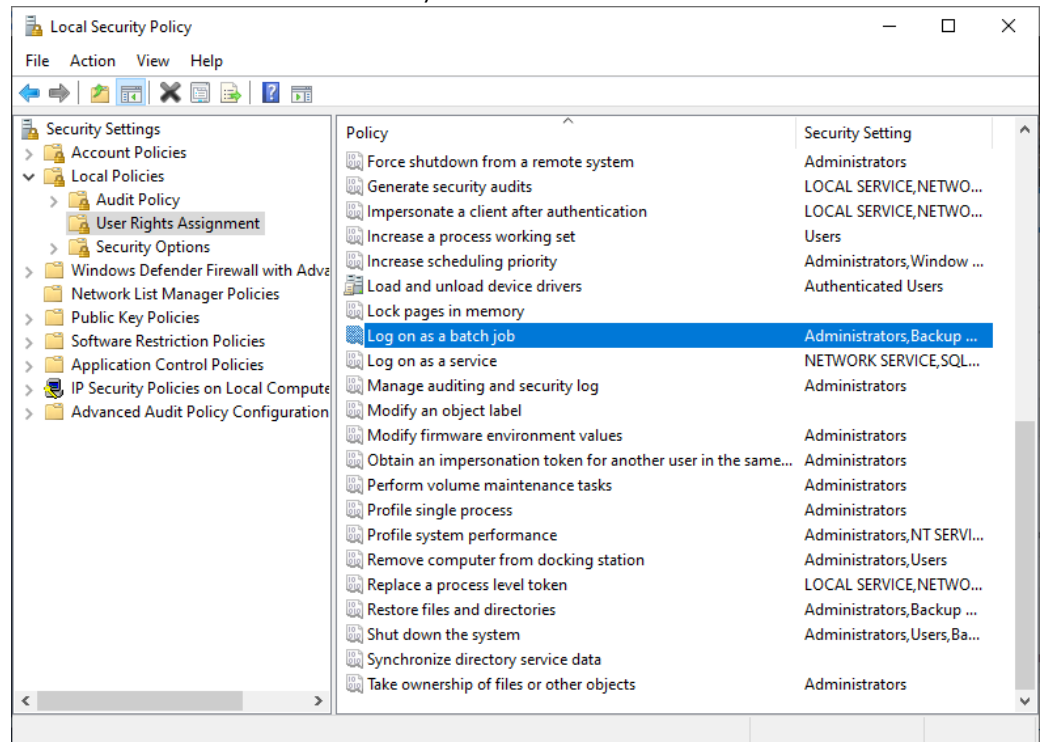 Local Security Policy
File Action View Help
Security Settings
Account Policies
Local Policies
Audit Policy
User Rights Assignment
Security Options
Windows Defender Firewall with Adva
Network List Manager Policies
Public Key Policies
Software Restriction Policies
Application Control Policies
IP Security Policies on Local Compute
Advanced Audit Policy Configuration
Policy Security Setting
Force shutdown from a remote system Administrators
Generate security audits LOCAL SERVICE,NETWO...
Impersonate a client after authentication LOCAL SERVICE,NETWO...
Increase a process working set Users
Increase scheduling priority Administrators,Window ...
Load and unload device drivers Authenticated Users
Lock pages in memory
Log on as a batch job Administrators,Backup ...
Log on as a service NETWORK SERVICE,SQL...
Manage auditing and security log Administrators
Modify an object label
Modify firmware environment values Administrators
Obtain an impersonation token for another user in the same... Administrators
Perform volume maintenance tasks Administrators
Profile single process Administrators
Profile system performance Administrators,NT SERVI...
Remove computer from docking station Administrators,Users
Replace a process level token LOCAL SERVICE,NETWO...
Restore files and directories Administrators,Backup ...
Shut down the system Administrators,Users,Ba...
Synchronize directory service data
Take ownership of files or other objects Administrators